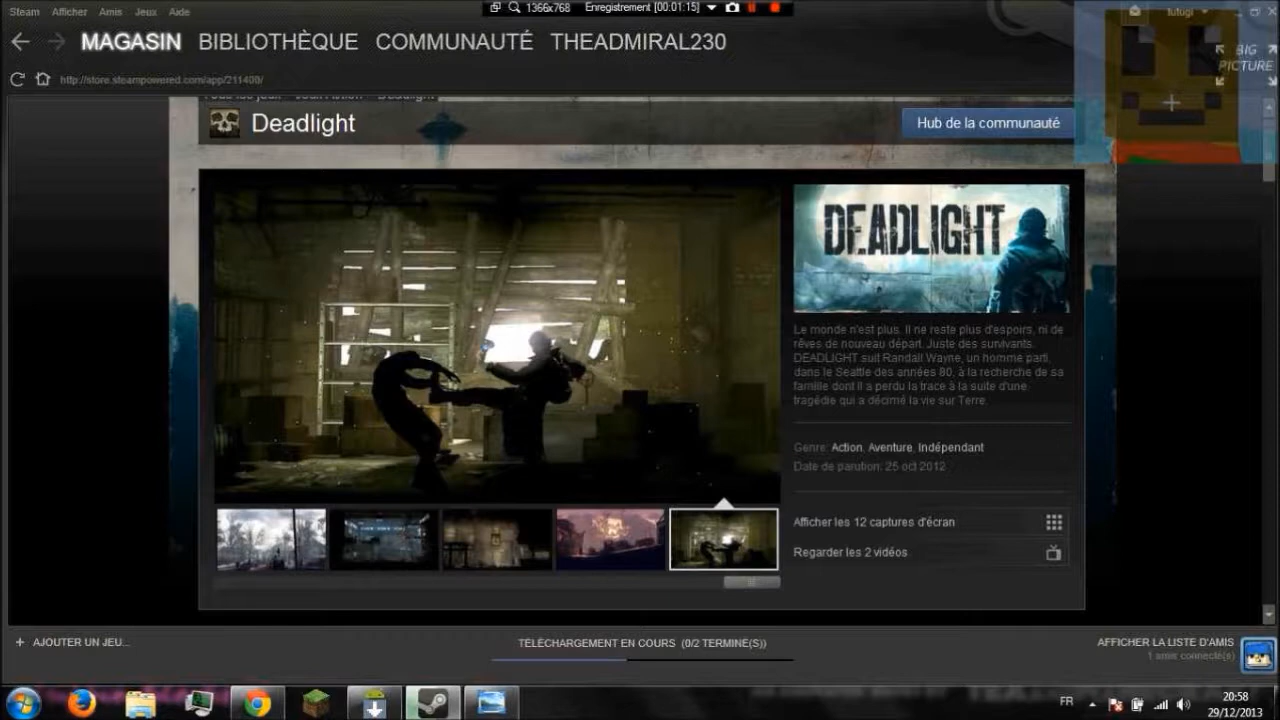 Steam Afficher Amis Jeux Aide
1366x768 Enregistrement [00:01:15]
tufugi
MAGASIN BIBLIOTHÈQUE COMMUNAUTÉ THEADMIRAL230
BIG PICTURE
http://store.steampowered.com/app/211400/
Deadlight
Hub de la communauté
DEADLIGHT
Le monde n'est plus. Il ne reste plus d'espoirs, ni de
rêves de nouveau départ. Juste des survivants.
DEADLIGHT suit Randall Wayne, un homme parti,
dans le Seattle des années 80, à la recherche de sa
famille dont il a perdu la trace à la suite d'une
tragédie qui a décimé la vie sur Terre.
Genre: Action, Aventure, Indépendant
Date de parution: 25 oct 2012
Afficher les 12 captures d'écran
Regarder les 2 vidéos
+ AJOUTER UN JEU...
TÉLÉCHARGEMENT EN COURS (0/2 TERMINÉ(S))
AFFICHER LA LISTE D'AMIS
1 amis connecté(s)
FR
20:58
29/12/2013